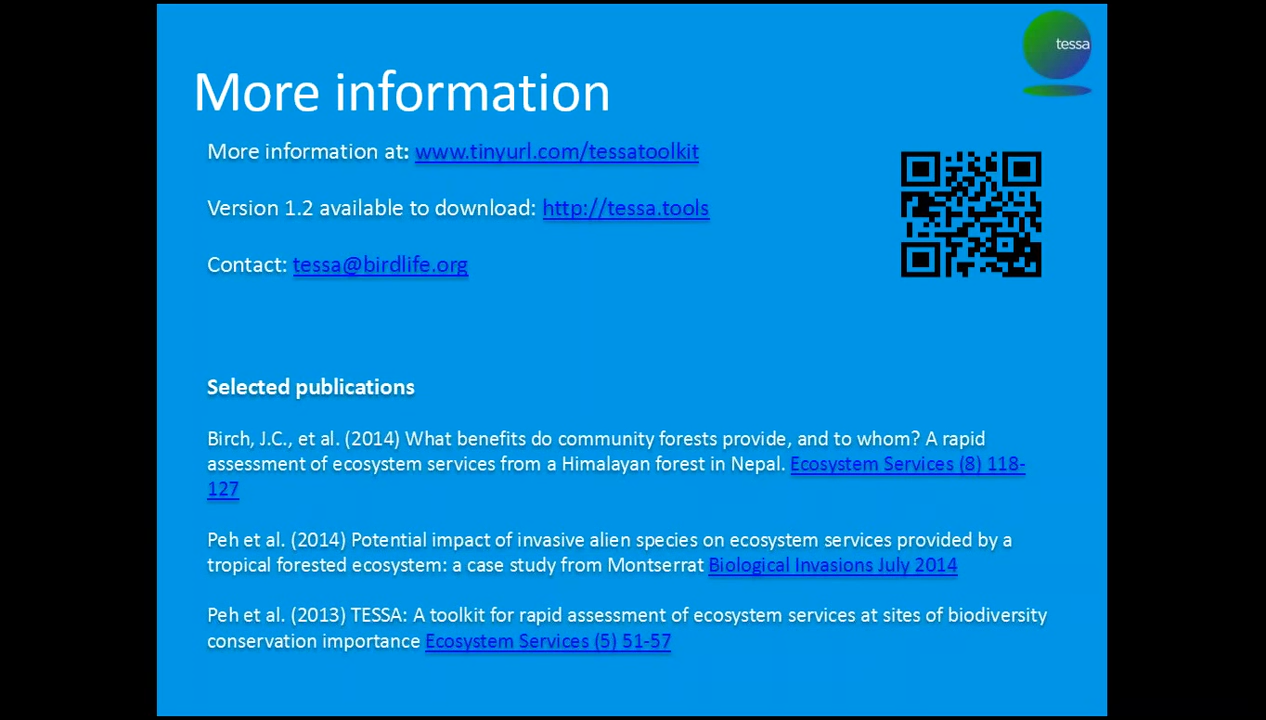 tessa
More information
More information at: www.tinyurl.com/tessatoolkit
Version 1.2 available to download: http://tessa.tools
Contact: tessa@birdlife.org
Selected publications
Birch, J.C., et al. (2014) What benefits do community forests provide, and to whom? A rapid
assessment of ecosystem services from a Himalayan forest in Nepal. Ecosystem Services (8) 118-
127
Peh et al. (2014) Potential impact of invasive alien species on ecosystem services provided by a
tropical forested ecosystem: a case study from Montserrat Biological Invasions July 2014
Peh et al. (2013) TESSA: A toolkit for rapid assessment of ecosystem services at sites of biodiversity
conservation importance Ecosystem Services (5) 51-57